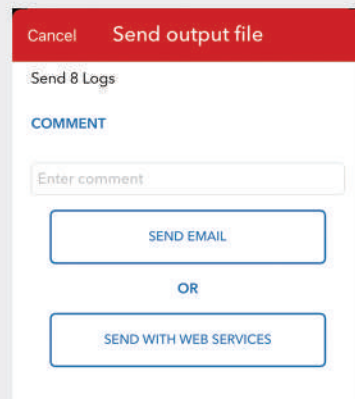 Cancel Send output file
Send 8 Logs
COMMENT
Enter comment
SEND EMAIL
OR
SEND WITH WEB SERVICES